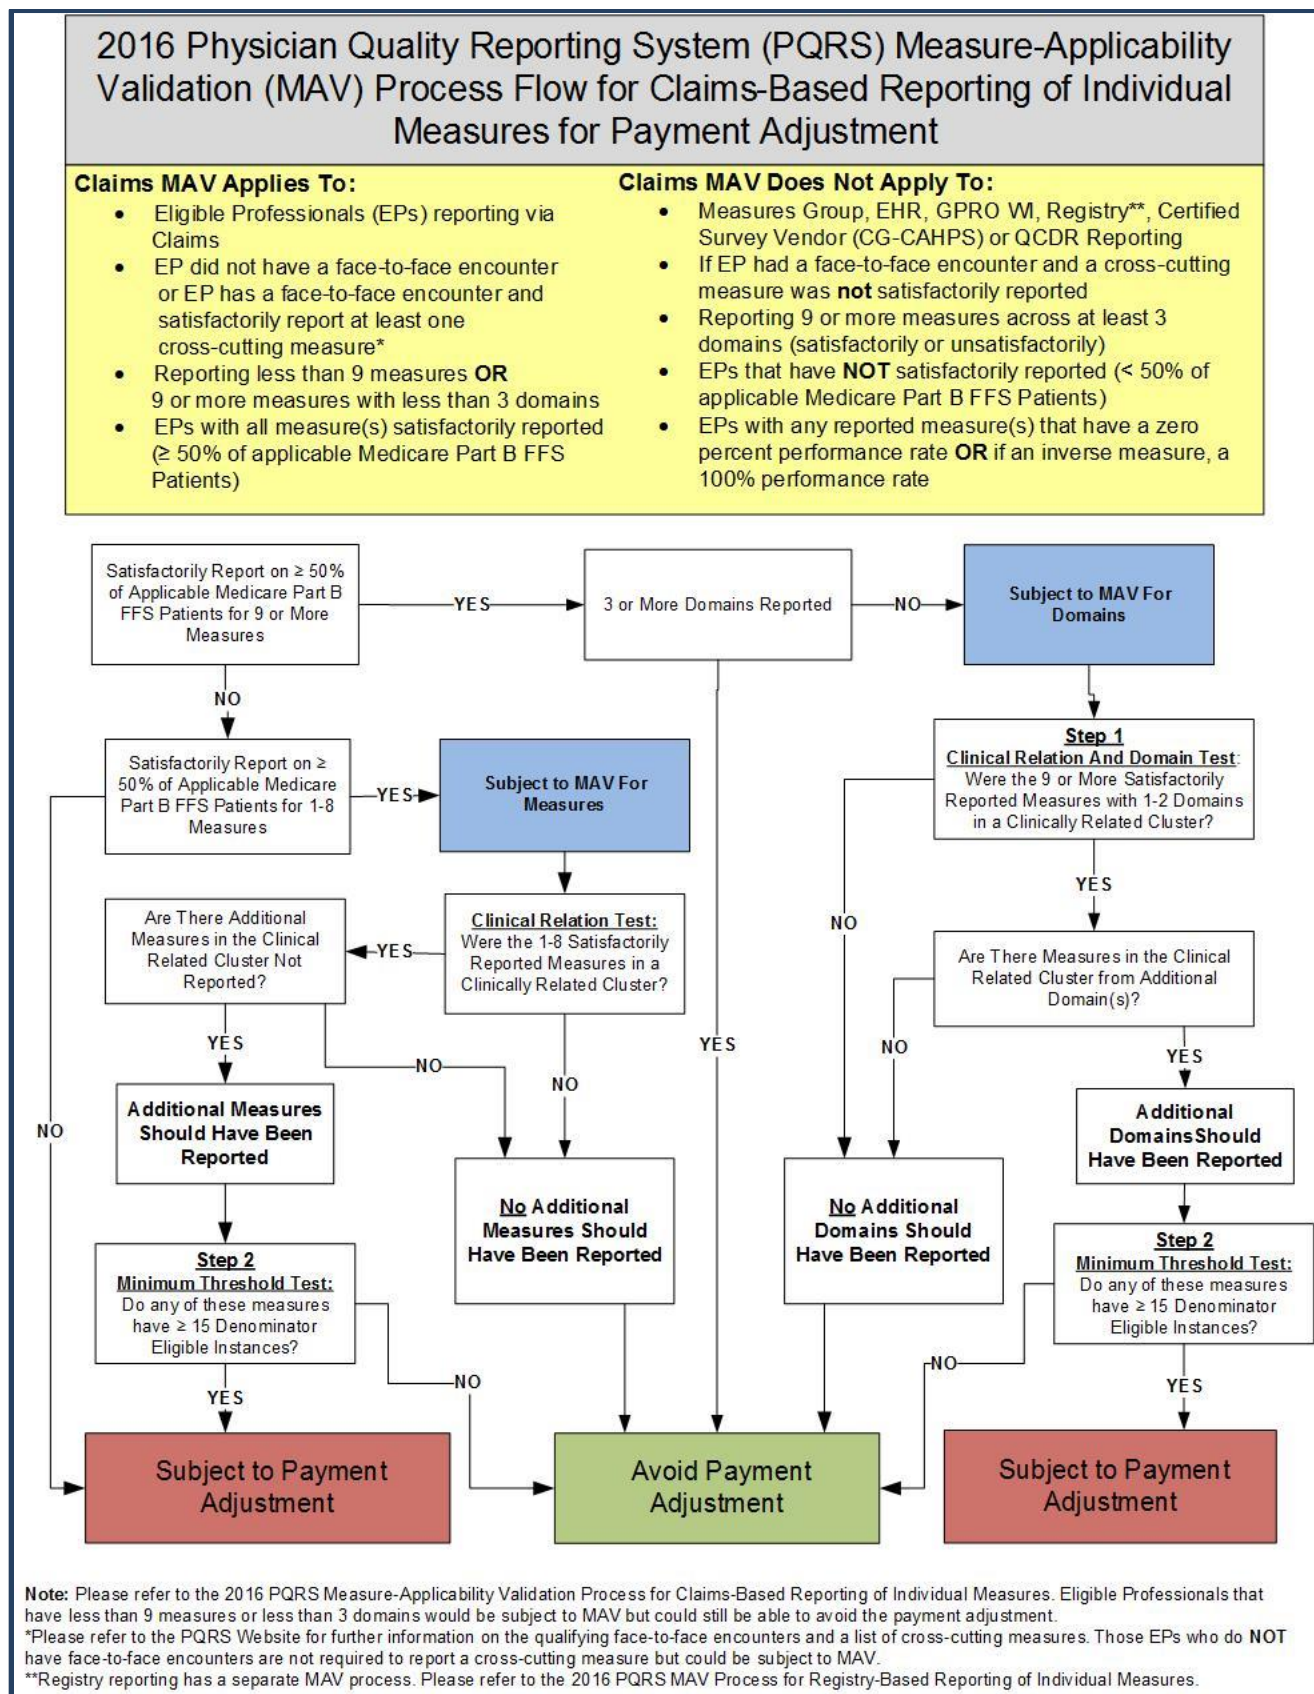 2016 Physician Quality Reporting System (PQRS) Measure-Applicability
Validation (MAV) Process Flow for Claims-Based Reporting of Individual
Measures for Payment Adjustment
Claims MAV Applies To:
• Eligible Professionals (EPs) reporting via
Claims
• EP did not have a face-to-face encounter
or EP has a face-to-face encounter and
satisfactorily report at least one
cross-cutting measure*
• Reporting less than 9 measures OR
9 or more measures with less than 3 domains
• EPs with all measure(s) satisfactorily reported
(≥ 50% of applicable Medicare Part B FFS
Patients)
Claims MAV Does Not Apply To:
• Measures Group, EHR, GPRO WI, Registry**, Certified
Survey Vendor (CG-CAHPS) or QCDR Reporting
• If EP had a face-to-face encounter and a cross-cutting
measure was not satisfactorily reported
• Reporting 9 or more measures across at least 3
domains (satisfactorily or unsatisfactorily)
• EPs that have NOT satisfactorily reported (< 50% of
applicable Medicare Part B FFS Patients)
• EPs with any reported measure(s) that have a zero
percent performance rate OR if an inverse measure, a
100% performance rate
Satisfactorily Report on ≥ 50%
of Applicable Medicare Part B
FFS Patients for 9 or More
Measures
YES
3 or More Domains Reported
NO
Subject to MAV For
Domains
NO
Satisfactorily Report on ≥
50% of Applicable Medicare
Part B FFS Patients for 1-8
Measures
YES
Subject to MAV For
Measures
Step 1
Clinical Relation And Domain Test:
Were the 9 or More Satisfactorily
Reported Measures with 1-2 Domains
in a Clinically Related Cluster?
YES
NO
Are There Additional
Measures in the Clinical
Related Cluster Not
Reported?
YES
Clinical Relation Test:
Were the 1-8 Satisfactorily
Reported Measures in a
Clinically Related Cluster?
Are There Measures in the Clinical
Related Cluster from Additional
Domain(s)?
YES
NO
NO
YES
NO
YES
NO
Additional Measures
Should Have Been
Reported
Additional
Domains Should
Have Been Reported
NO
No Additional
Measures Should
Have Been Reported
No Additional
Domains Should
Have Been Reported
Step 2
Minimum Threshold Test:
Do any of these measures
have ≥ 15 Denominator
Eligible Instances?
Step 2
Minimum Threshold Test:
Do any of these measures
have ≥ 15 Denominator
Eligible Instances?
YES
NO
NO
YES
Subject to Payment
Adjustment
Avoid Payment
Adjustment
Subject to Payment
Adjustment
Note: Please refer to the 2016 PQRS Measure-Applicability Validation Process for Claims-Based Reporting of Individual Measures. Eligible Professionals that
have less than 9 measures or less than 3 domains would be subject to MAV but could still be able to avoid the payment adjustment.
*Please refer to the PQRS Website for further information on the qualifying face-to-face encounters and a list of cross-cutting measures. Those EPs who do NOT
have face-to-face encounters are not required to report a cross-cutting measure but could be subject to MAV.
**Registry reporting has a separate MAV process. Please refer to the 2016 PQRS MAV Process for Registry-Based Reporting of Individual Measures.